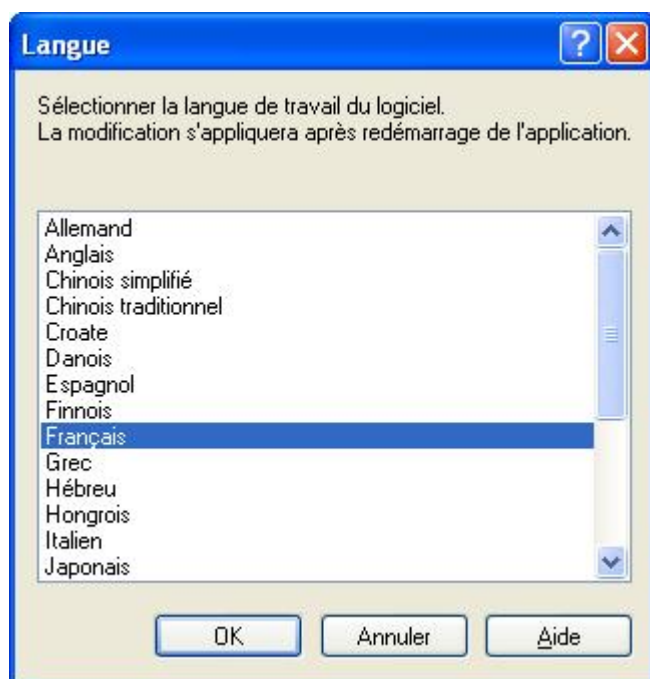 Langue
Sélectionner la langue de travail du logiciel.
La modification s'appliquera après redémarrage de l'application.
Allemand
Anglais
Chinois simplifié
Chinois traditionnel
Croate
Danois
Espagnol
Finnois
Français
Grec
Hébreu
Hongrois
Italien
Japonais
OK Annuler Aide